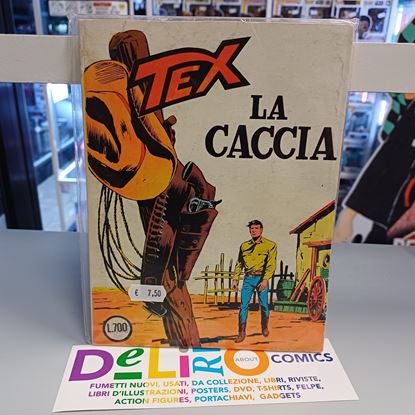 TEX
LA
CACCIA
€ 7,50
L.700
DeLiRO ABOUT COMICS
FUMETTI NUOVI, USATI, DA COLLEZIONE, LIBRI, RIVISTE,
LIBRI D'ILLUSTRAZIONI, POSTERS, DVD, T-SHIRTS, FELPE,
ACTION FIGURES, PORTACHIAVI, GADGETS